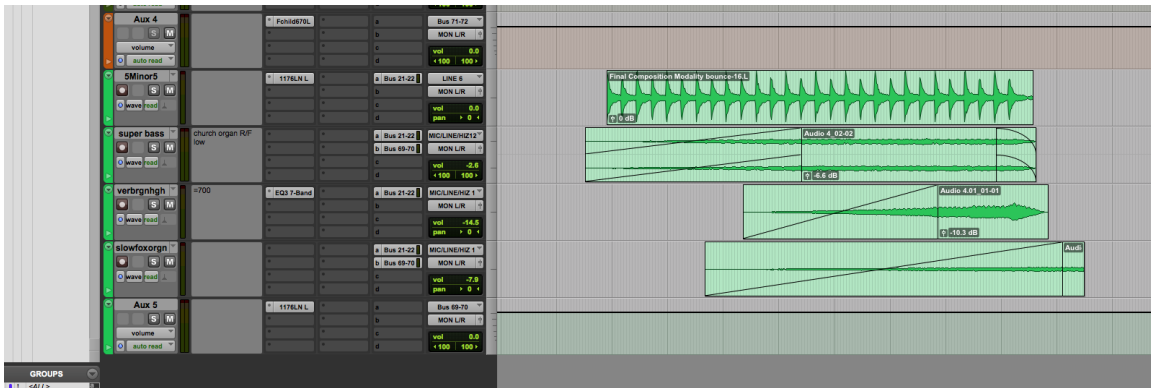 Aux 4
S M
volume
auto read
Fchild670L
a
b
c
d
Bus 71-72
MON L/R
vol 0.0
‹100 100›
5Minor5
S M
wave read
1176LN L
a Bus 21-22
b
c
d
LINE 6
MON L/R
vol 0.0
pan › 0 ‹
Final Composition Modality bounce-16.L
0 dB
super bass
S M
wave read
church organ R/F
low
a Bus 21-22
b Bus 69-70
c
d
MIC/LINE/HIZ12
MON L/R
vol -2.6
‹100 100›
Audio 4_02-02
-6.6 dB
verbrgnhgh
S M
wave read
=700
EQ3 7-Band
a Bus 21-22
b
c
d
MIC/LINE/HIZ 1
MON L/R
vol -14.5
pan › 0 ‹
Audio 4.01_01-01
-10.3 dB
slowfoxorgn
S M
wave read
a Bus 21-22
b Bus 69-70
c
d
MIC/LINE/HIZ 1
MON L/R
vol -7.9
pan › 0 ‹
Audi
Aux 5
S M
volume
auto read
1176LN L
a
b
c
d
Bus 69-70
MON L/R
vol 0.0
‹100 100›
GROUPS